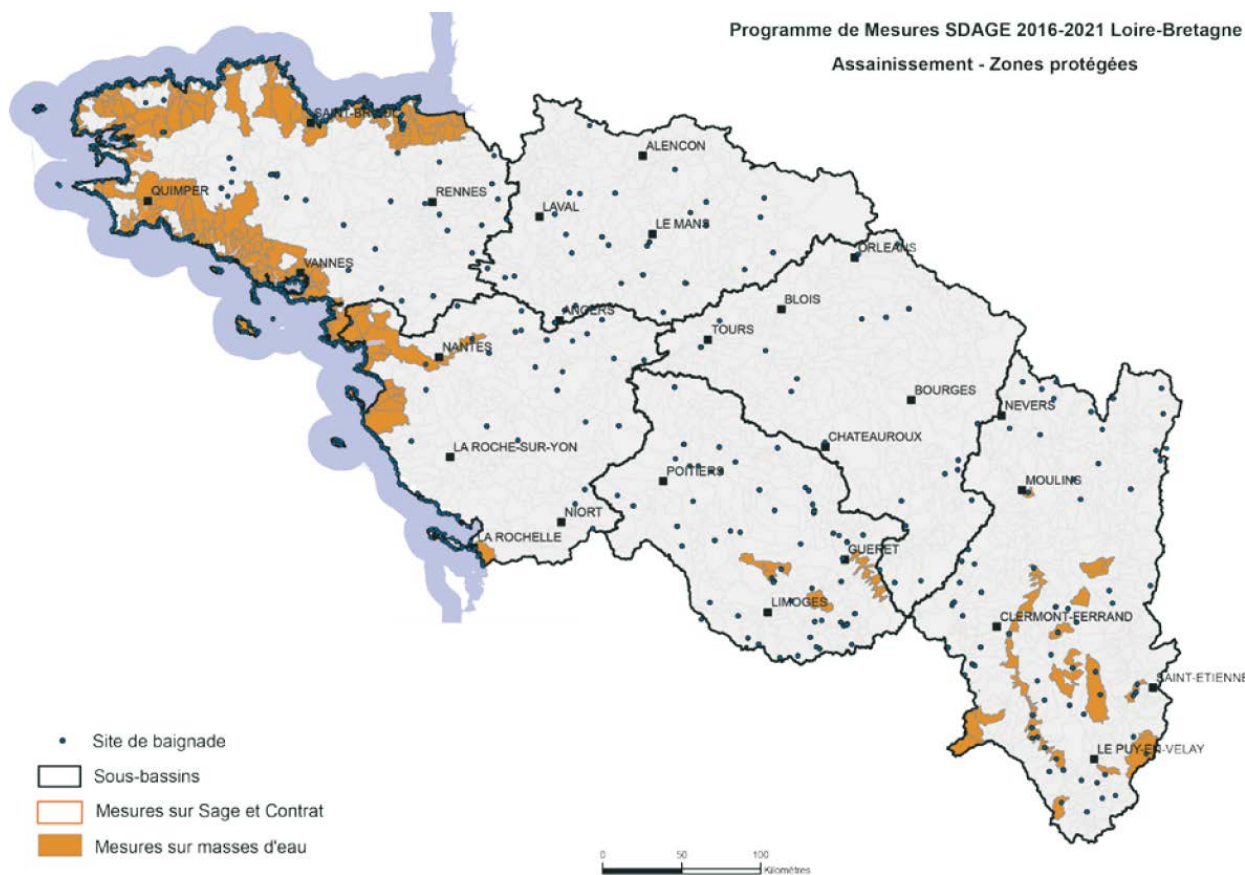 Programme de Mesures SDAGE 2016-2021 Loire-Bretagne
Assainissement - Zones protégées
SAINT-BRIEUC
ALENCON
QUIMPER
RENNES
LAVAL
LE MANS
ORLEANS
VANNES
BLOIS
ANGERS
TOURS
NANTES
BOURGES
NEVERS
CHATEAUROUX
LA ROCHE-SUR-YON
POITIERS
MOULINS
NIORT
LA ROCHELLE
GUERET
LIMOGES
CLERMONT-FERRAND
SAINT-ETIENNE
LE PUY-EN-VELAY
Site de baignade
Sous-bassins
Mesures sur Sage et Contrat
Mesures sur masses d'eau
0 50 100
Kilomètres